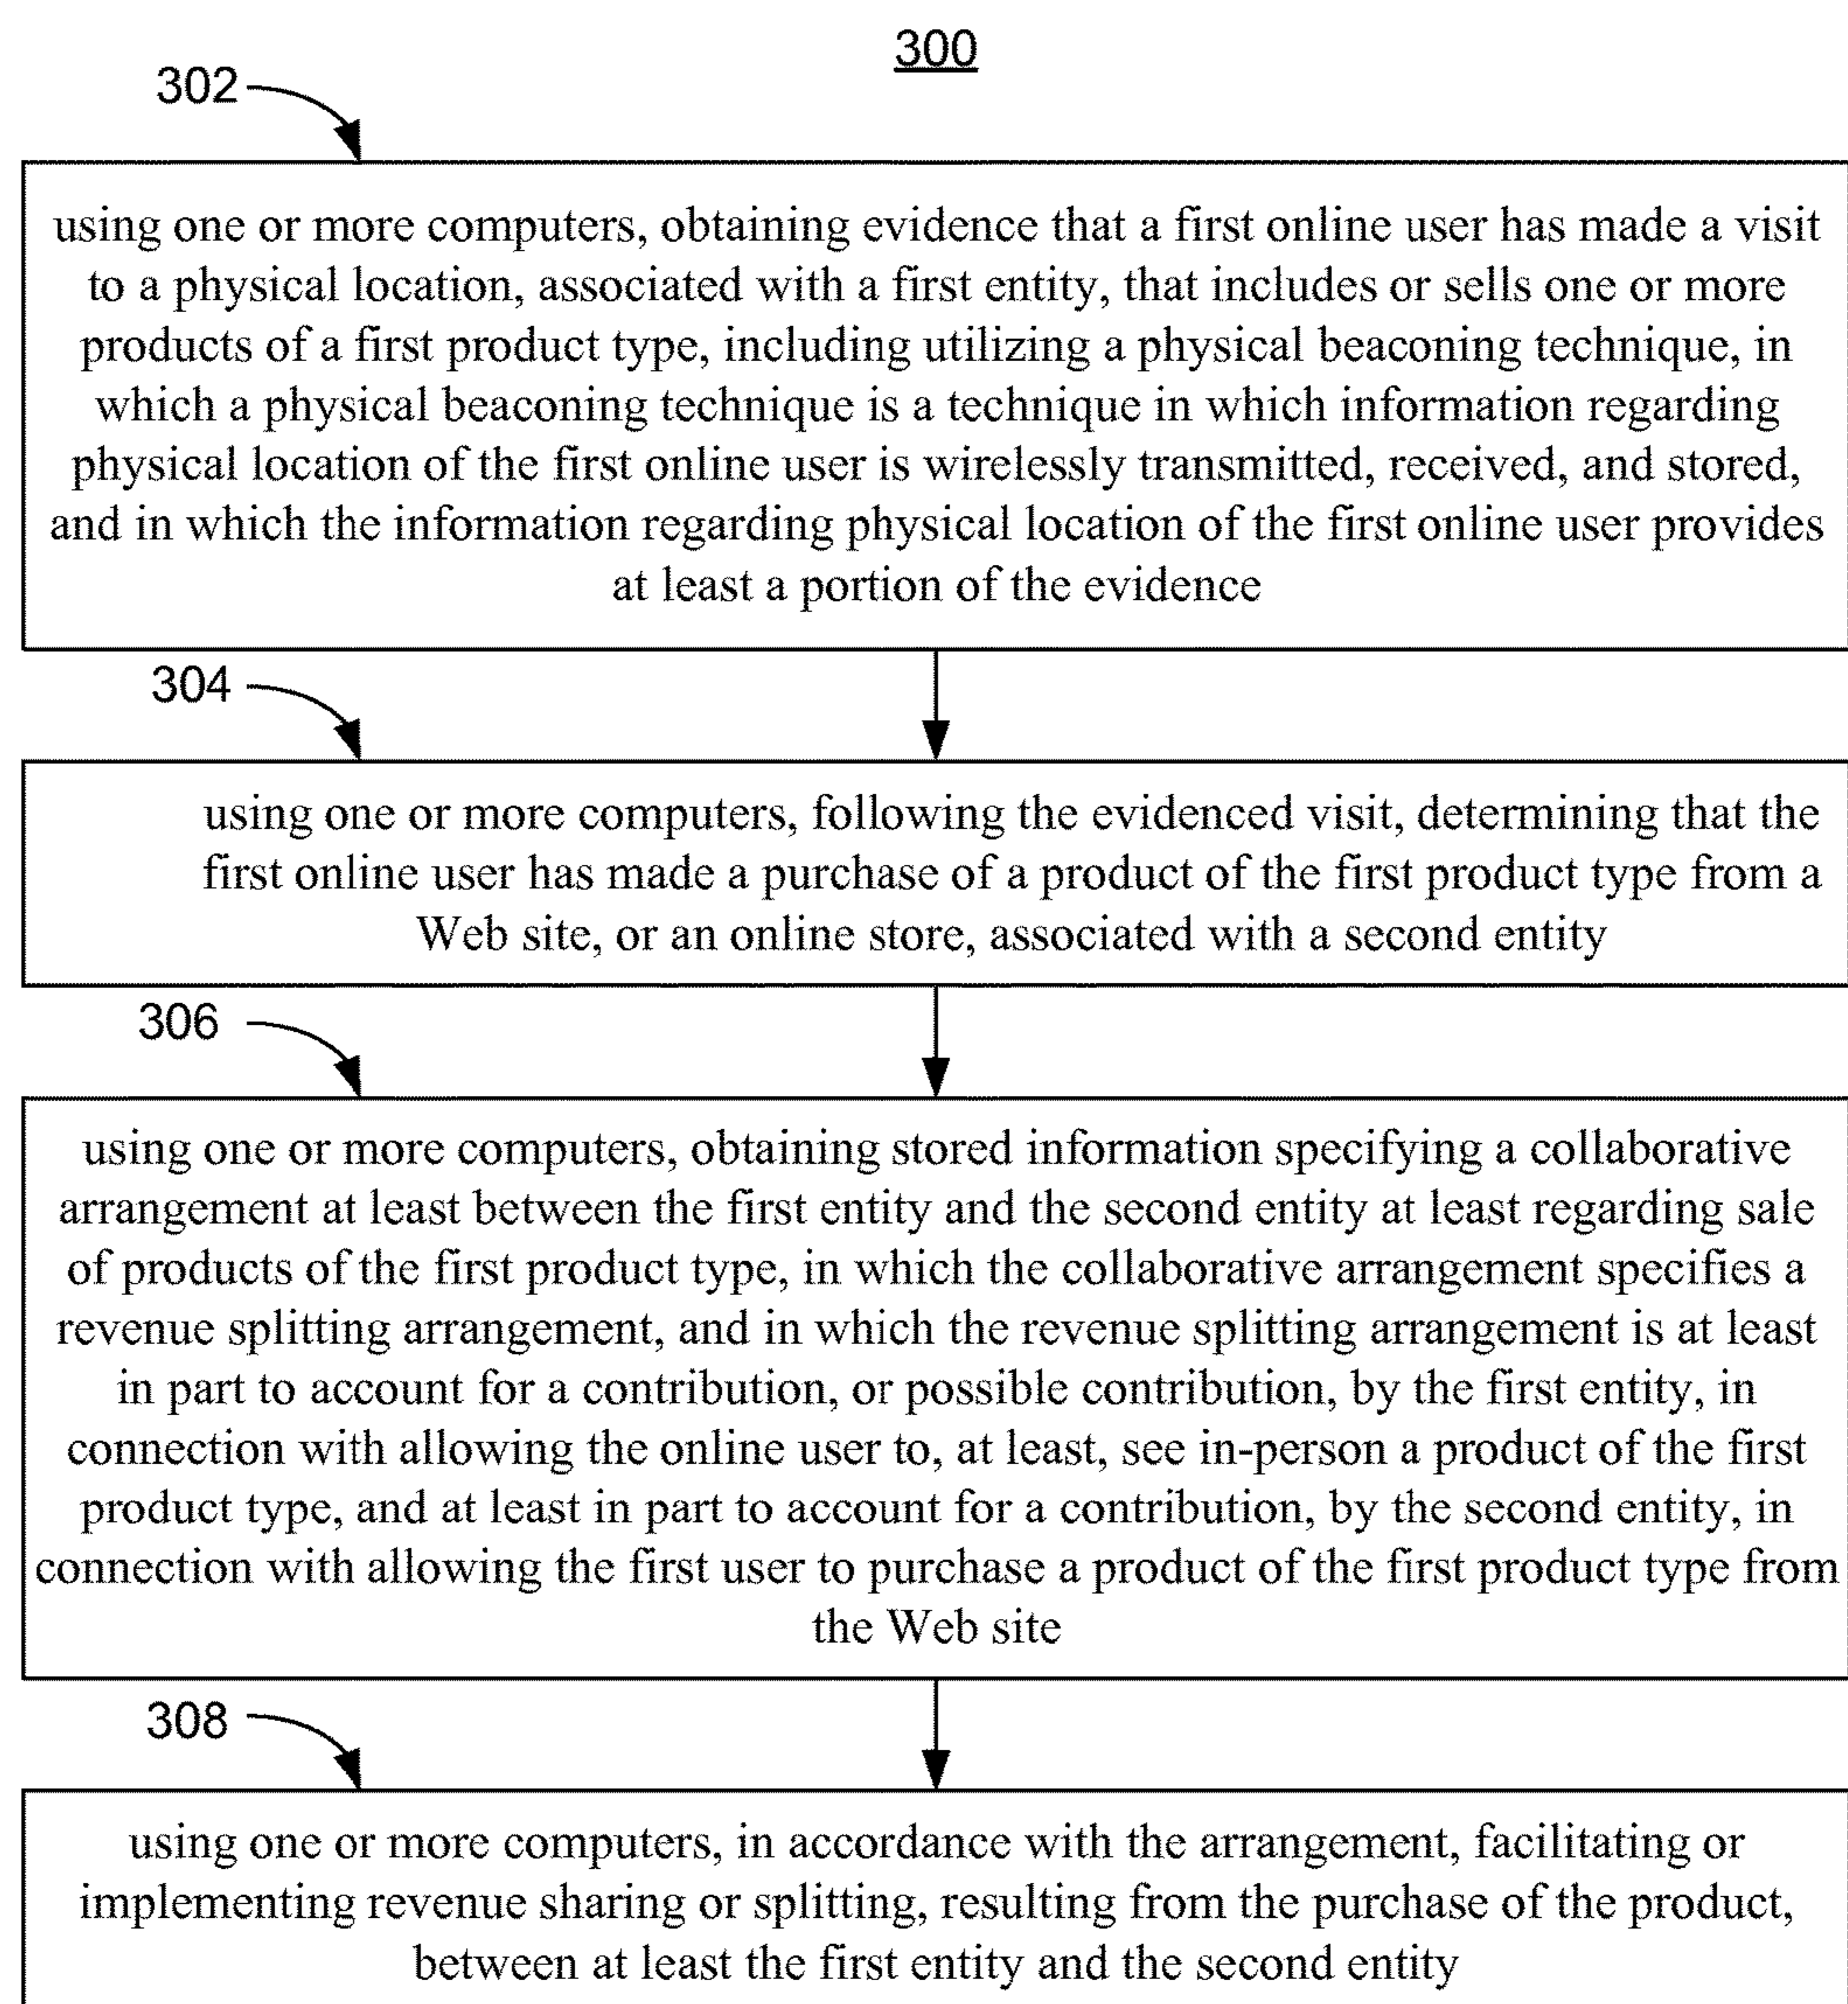 300
302
using one or more computers, obtaining evidence that a first online user has made a visit
to a physical location, associated with a first entity, that includes or sells one or more
products of a first product type, including utilizing a physical beaconing technique, in
which a physical beaconing technique is a technique in which information regarding
physical location of the first online user is wirelessly transmitted, received, and stored,
and in which the information regarding physical location of the first online user provides
at least a portion of the evidence
304
using one or more computers, following the evidenced visit, determining that the
first online user has made a purchase of a product of the first product type from a
Web site, or an online store, associated with a second entity
306
using one or more computers, obtaining stored information specifying a collaborative
arrangement at least between the first entity and the second entity at least regarding sale
of products of the first product type, in which the collaborative arrangement specifies a
revenue splitting arrangement, and in which the revenue splitting arrangement is at least
in part to account for a contribution, or possible contribution, by the first entity, in
connection with allowing the online user to, at least, see in-person a product of the first
product type, and at least in part to account for a contribution, by the second entity, in
connection with allowing the first user to purchase a product of the first product type from
the Web site
308
using one or more computers, in accordance with the arrangement, facilitating or
implementing revenue sharing or splitting, resulting from the purchase of the product,
between at least the first entity and the second entity